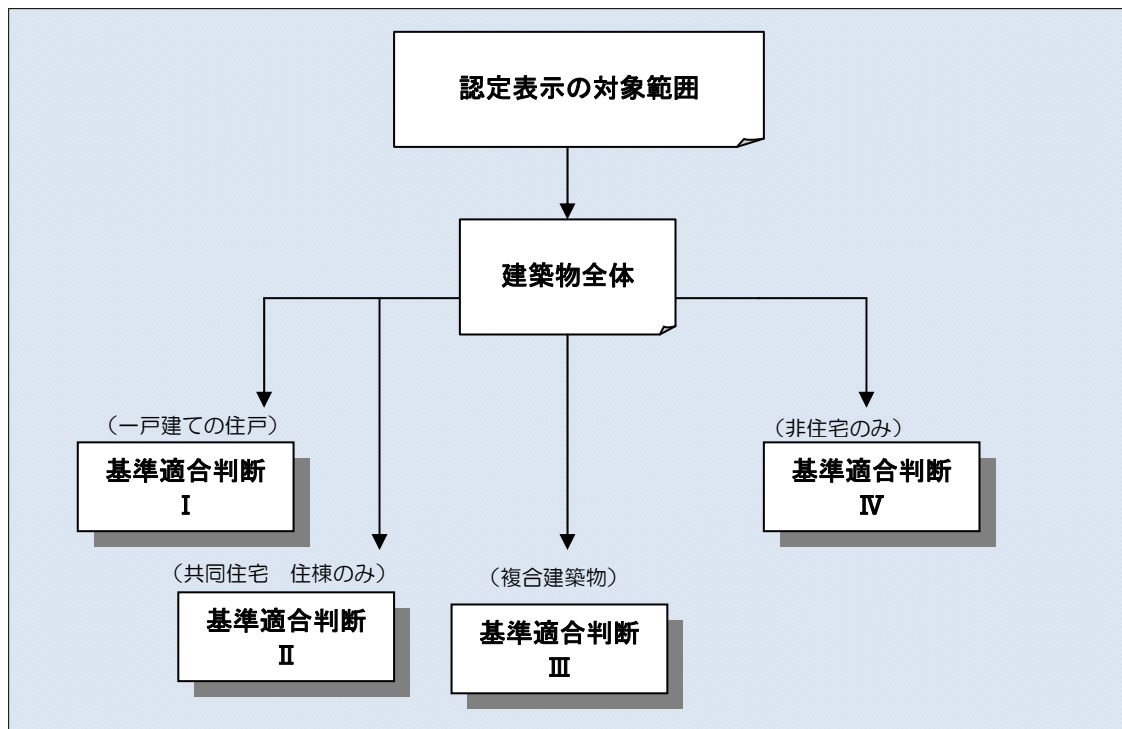 認定表示の対象範囲
建築物全体
（一戸建ての住戸）
基準適合判断
Ⅰ
（共同住宅　住棟のみ）
基準適合判断
Ⅱ
（複合建築物）
基準適合判断
Ⅲ
（非住宅のみ）
基準適合判断
Ⅳ